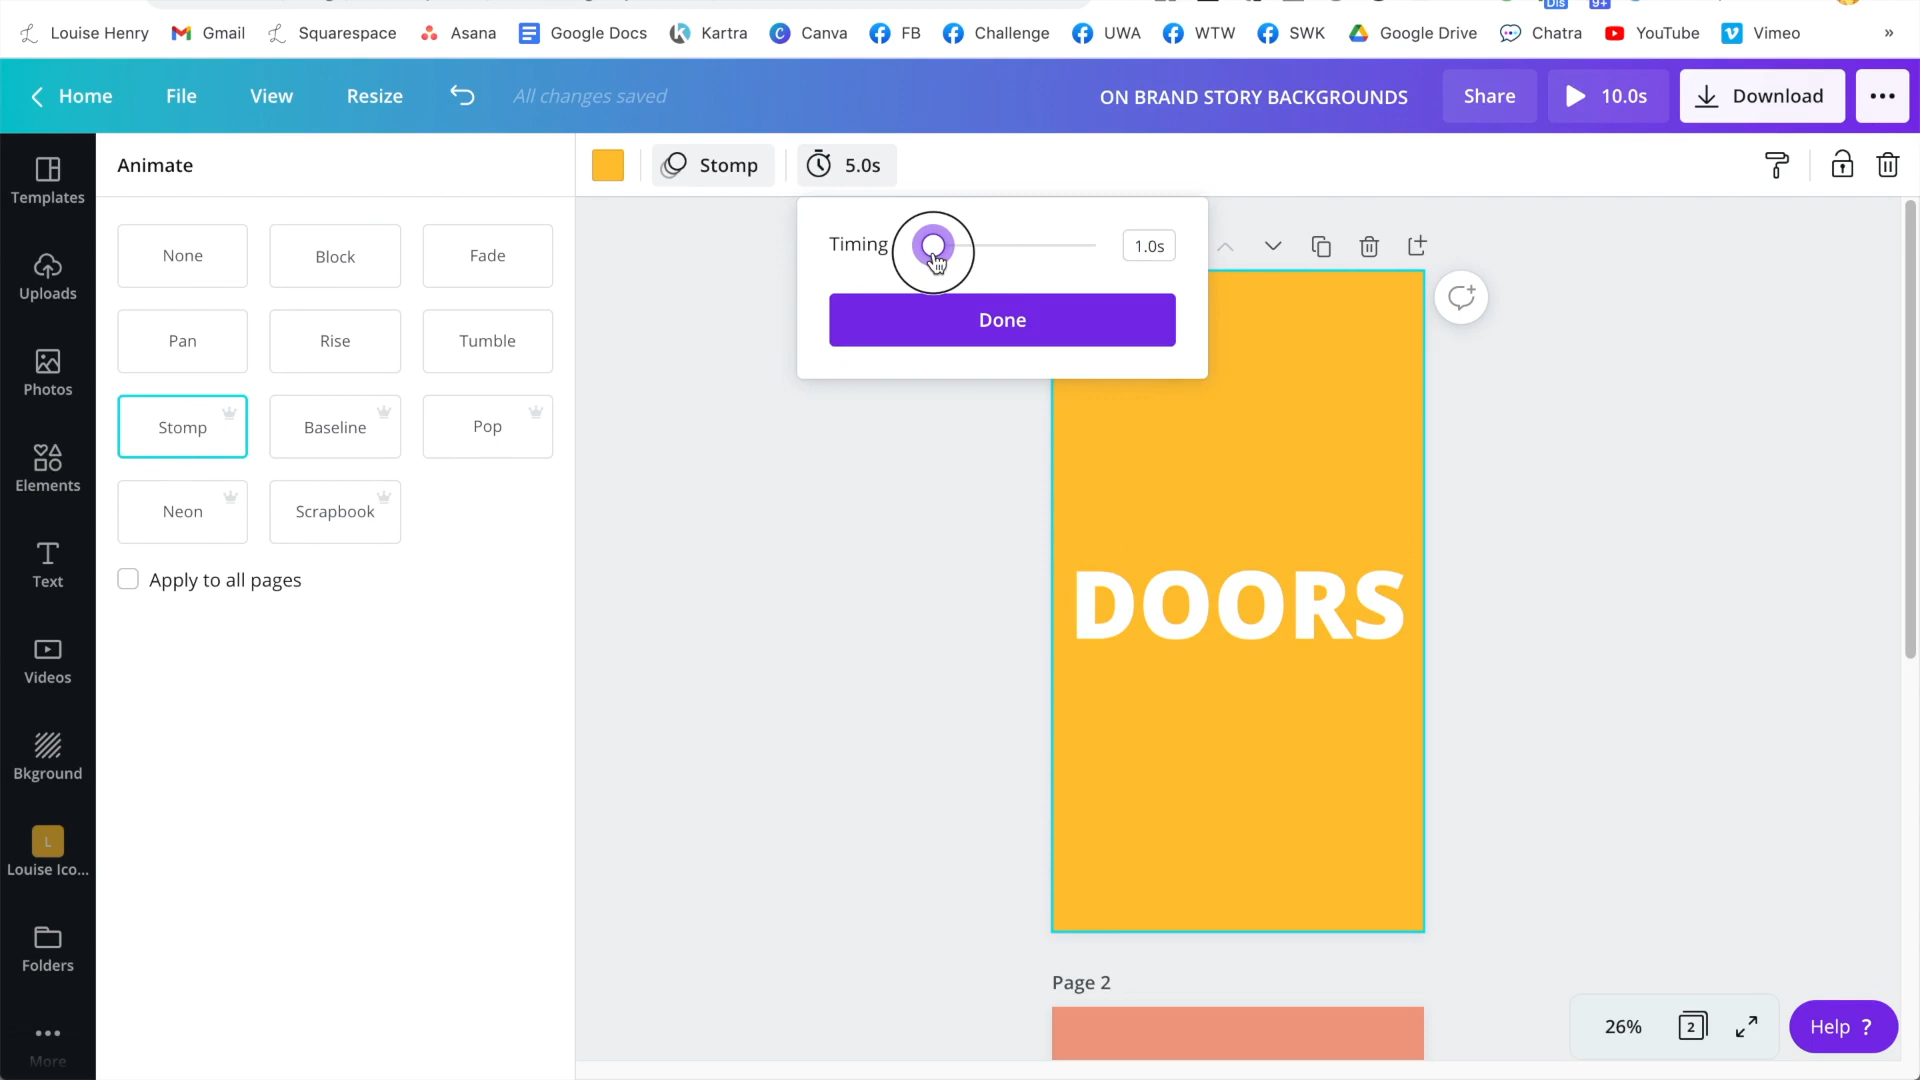 Dis 9+
Louise Henry Gmail Squarespace Asana Google Docs Kartra Canva FB Challenge UWA WTW SWK Google Drive Chatra YouTube Vimeo »
Home File View Resize All changes saved ON BRAND STORY BACKGROUNDS Share 10.0s Download
Animate Stomp 5.0s
Templates
Uploads
Photos
Elements
Text
Videos
Bkground
L
Louise Ico...
Folders
More
None Block Fade
Pan Rise Tumble
Stomp Baseline Pop
Neon Scrapbook
Apply to all pages
Timing 1.0s
Done
DOORS
Page 2
26% 2 Help ?